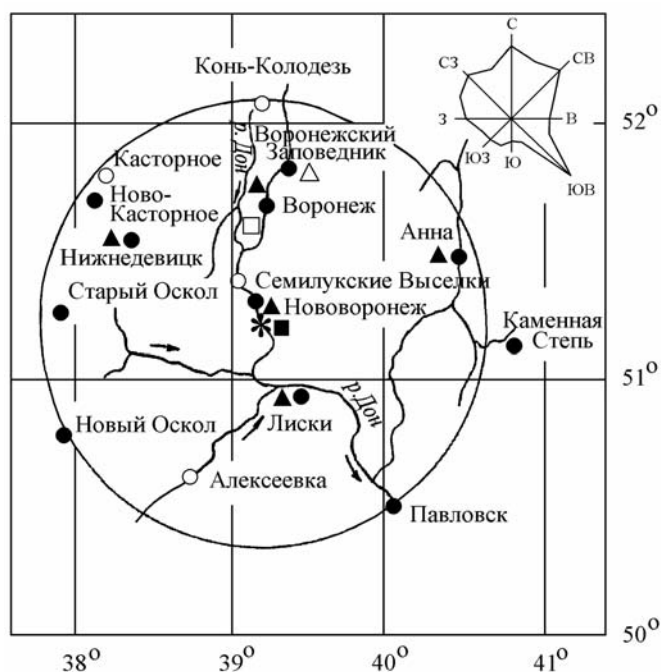 С
СЗ
СВ
З
В
ЮЗ
Ю
ЮВ
Конь-Колодезь
р. Дон
52°
Воронежский
Заповедник
Касторное
Ново-
Касторное
Воронеж
Анна
Нижнедевицк
Семилукские Выселки
Старый Оскол
Нововоронеж
Каменная
Степь
51°
р.Дон
Лиски
Новый Оскол
Алексеевка
Павловск
50°
38°
39°
40°
41°